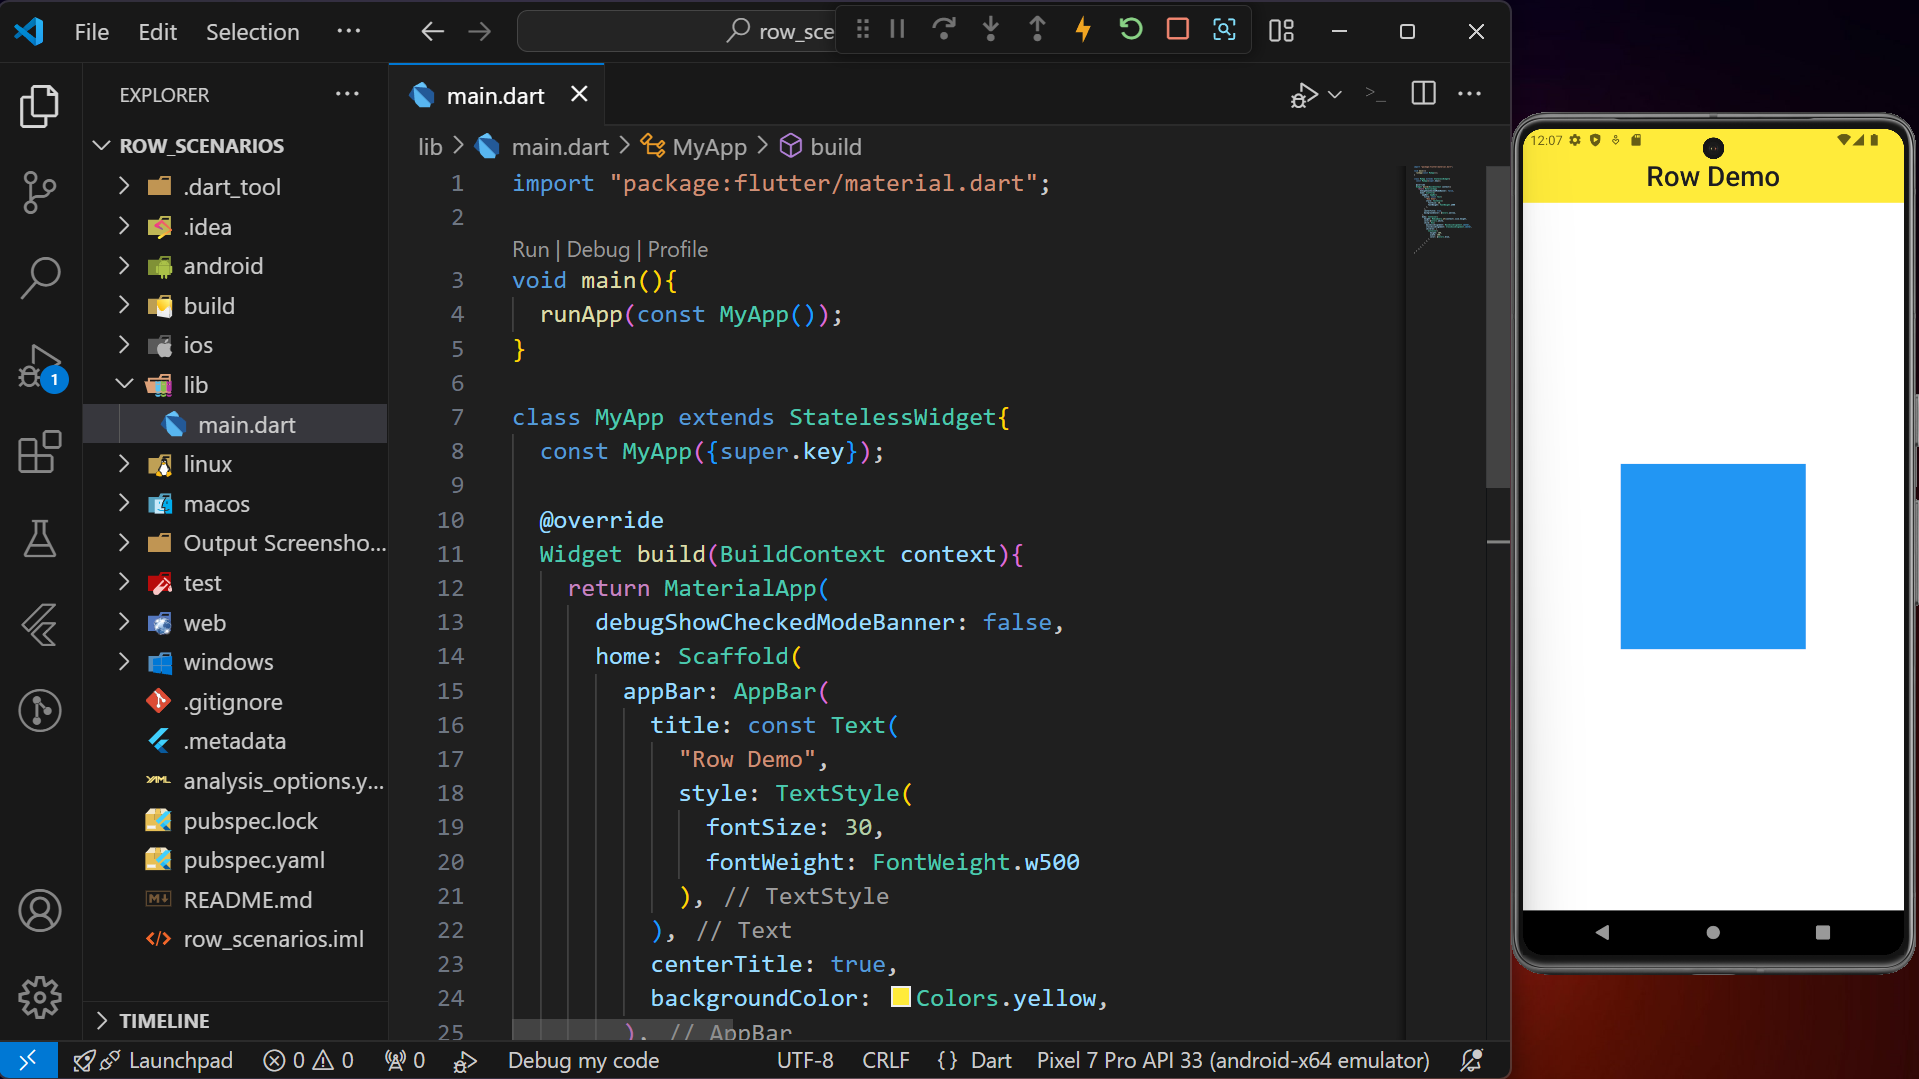 File Edit Selection ··· row_sce
EXPLORER ···
ROW_SCENARIOS
.dart_tool
.idea
android
build
ios
lib
main.dart
linux
macos
Output Screensho...
test
web
windows
.gitignore
.metadata
analysis_options.y...
pubspec.lock
pubspec.yaml
README.md
row_scenarios.iml
TIMELINE
1
main.dart
lib > main.dart > MyApp > build
1 import "package:flutter/material.dart";
2
Run | Debug | Profile
3 void main(){
4 runApp(const MyApp());
5 }
6
7 class MyApp extends StatelessWidget{
8 const MyApp({super.key});
9
10 @override
11 Widget build(BuildContext context){
12 return MaterialApp(
13 debugShowCheckedModeBanner: false,
14 home: Scaffold(
15 appBar: AppBar(
16 title: const Text(
17 "Row Demo",
18 style: TextStyle(
19 fontSize: 30,
20 fontWeight: FontWeight.w500
21 ), // TextStyle
22 ), // Text
23 centerTitle: true,
24 backgroundColor: Colors.yellow,
25 ), // AppBar
Launchpad 0 0 0 Debug my code UTF-8 CRLF {} Dart Pixel 7 Pro API 33 (android-x64 emulator)
12:07
Row Demo